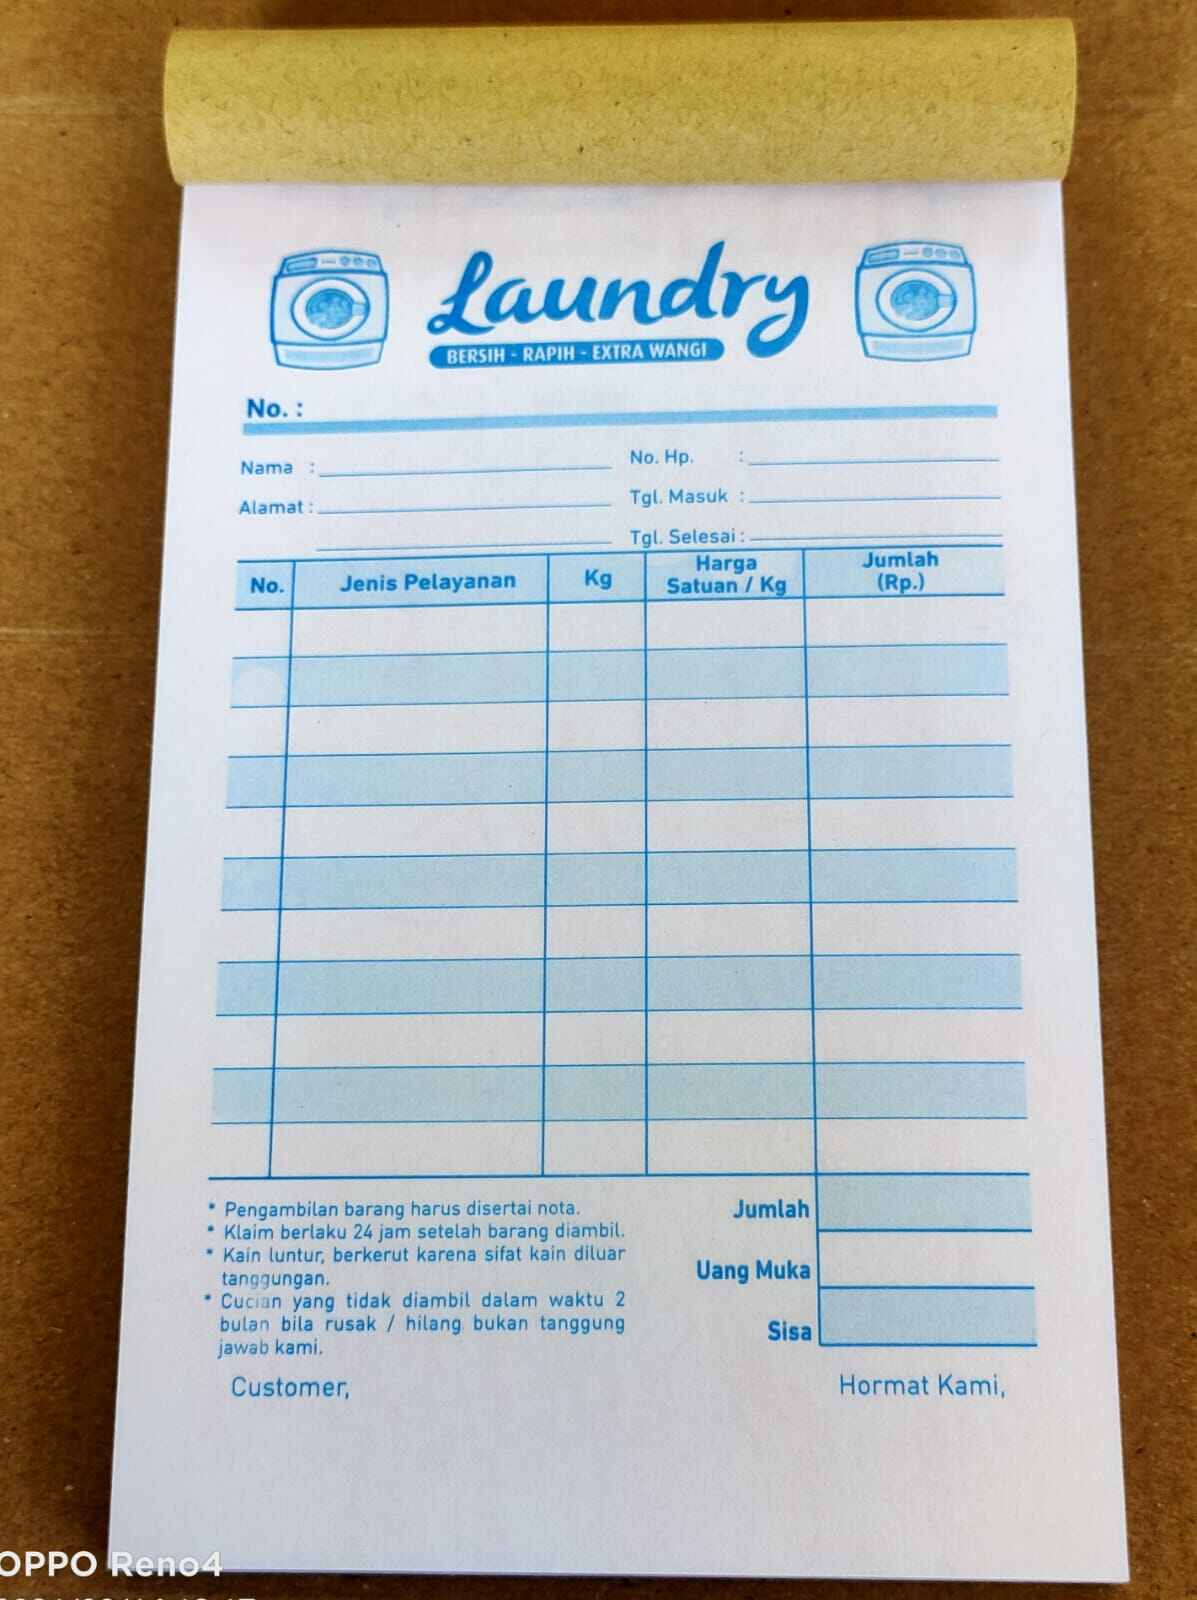 Laundry
BERSIH - RAPIH - EXTRA WANGI
No. :
Nama : No. Hp. :
Alamat : Tgl. Masuk :
Tgl. Selesai :
No. Jenis Pelayanan Kg Harga Satuan / Kg Jumlah (Rp.)
* Pengambilan barang harus disertai nota.
* Klaim berlaku 24 jam setelah barang diambil.
* Kain luntur, berkerut karena sifat kain diluar
tanggungan.
* Cucian yang tidak diambil dalam waktu 2
bulan bila rusak / hilang bukan tanggung
jawab kami.
Jumlah
Uang Muka
Sisa
Customer,
Hormat Kami,
OPPO Reno4